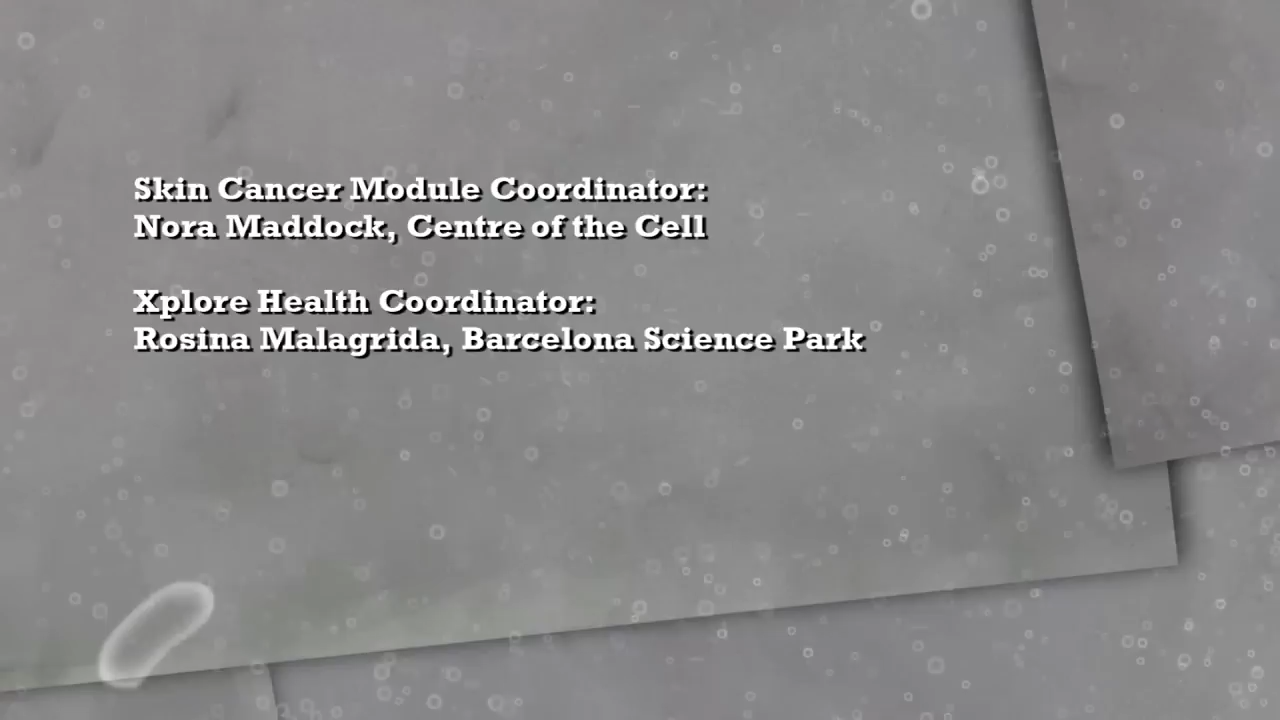 Skin Cancer Module Coordinator:
Nora Maddock, Centre of the Cell
Xplore Health Coordinator:
Rosina Malagrida, Barcelona Science Park